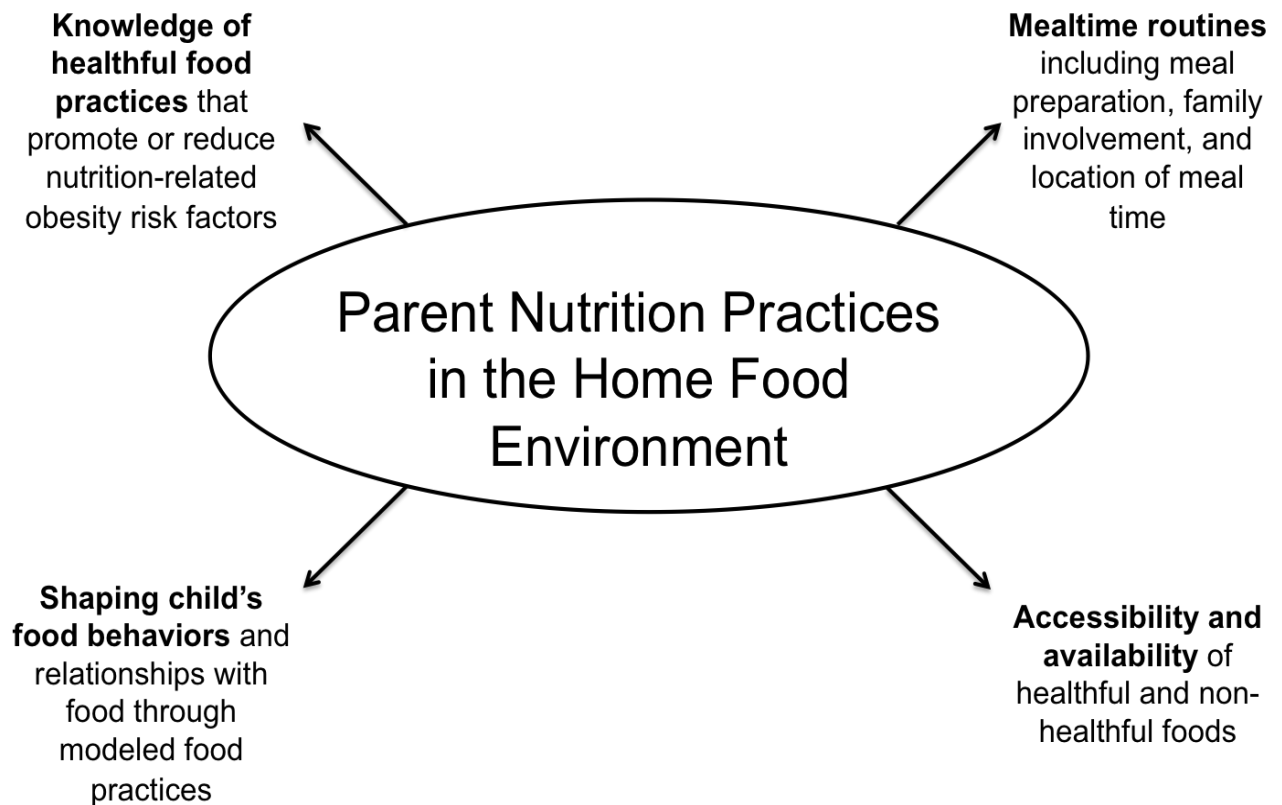 Knowledge of
healthful food
practices that
promote or reduce
nutrition-related
obesity risk factors
Mealtime routines
including meal
preparation, family
involvement, and
location of meal
time
Parent Nutrition Practices
in the Home Food
Environment
Shaping child’s
food behaviors and
relationships with
food through
modeled food
practices
Accessibility and
availability of
healthful and non-
healthful foods